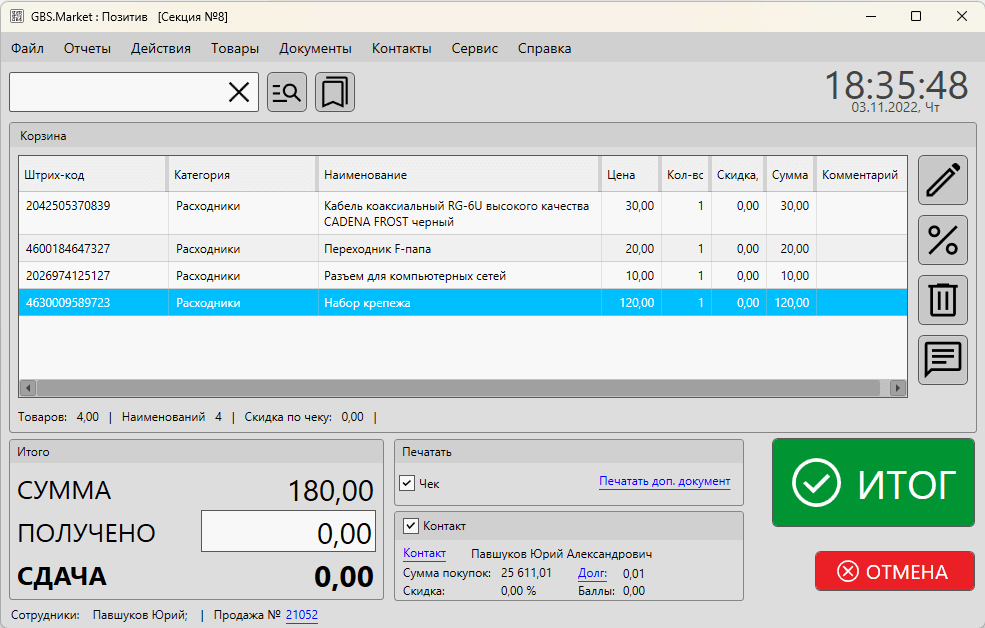 GBS.Market : Позитив [Секция №8]
Файл Отчеты Действия Товары Документы Контакты Сервис Справка
18:35:48
03.11.2022, Чт
Корзина
Штрих-код Категория Наименование Цена Кол-вс Скидка, Сумма Комментарий
2042505370839 Расходники Кабель коаксиальный RG-6U высокого качества 30,00 1 0,00 30,00
CADENA FROST черный
4600184647327 Расходники Переходник F-папа 20,00 1 0,00 20,00
2026974125127 Расходники Разъем для компьютерных сетей 10,00 1 0,00 10,00
4630009589723 Расходники Набор крепежа 120,00 1 0,00 120,00
Товаров: 4,00 | Наименований 4 | Скидка по чеку: 0,00 |
Итого
СУММА 180,00
ПОЛУЧЕНО 0,00
СДАЧА 0,00
Печатать
Чек Печатать доп. документ
Контакт
Контакт Павшуков Юрий Александрович
Сумма покупок: 25 611,01 Долг: 0,01
Скидка: 0,00 % Баллы: 0,00
ИТОГ
ОТМЕНА
Сотрудники: Павшуков Юрий; | Продажа № 21052